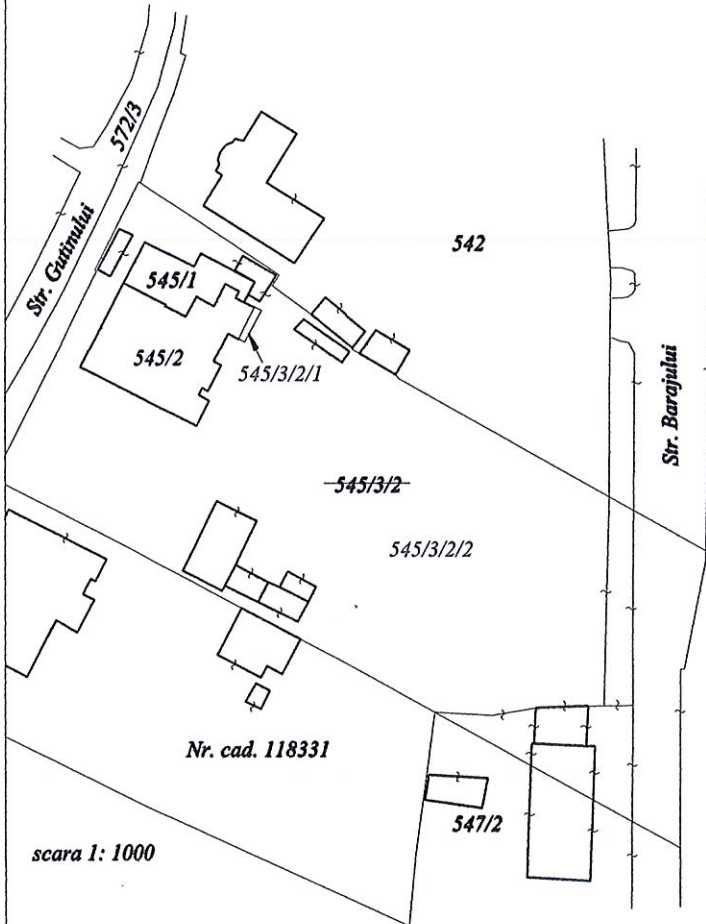 572/3
Str. Gutinului
542
545/1
545/2
545/3/2/1
Str. Barajului
545/3/2
545/3/2/2
Nr. cad. 118331
547/2
scara 1: 1000